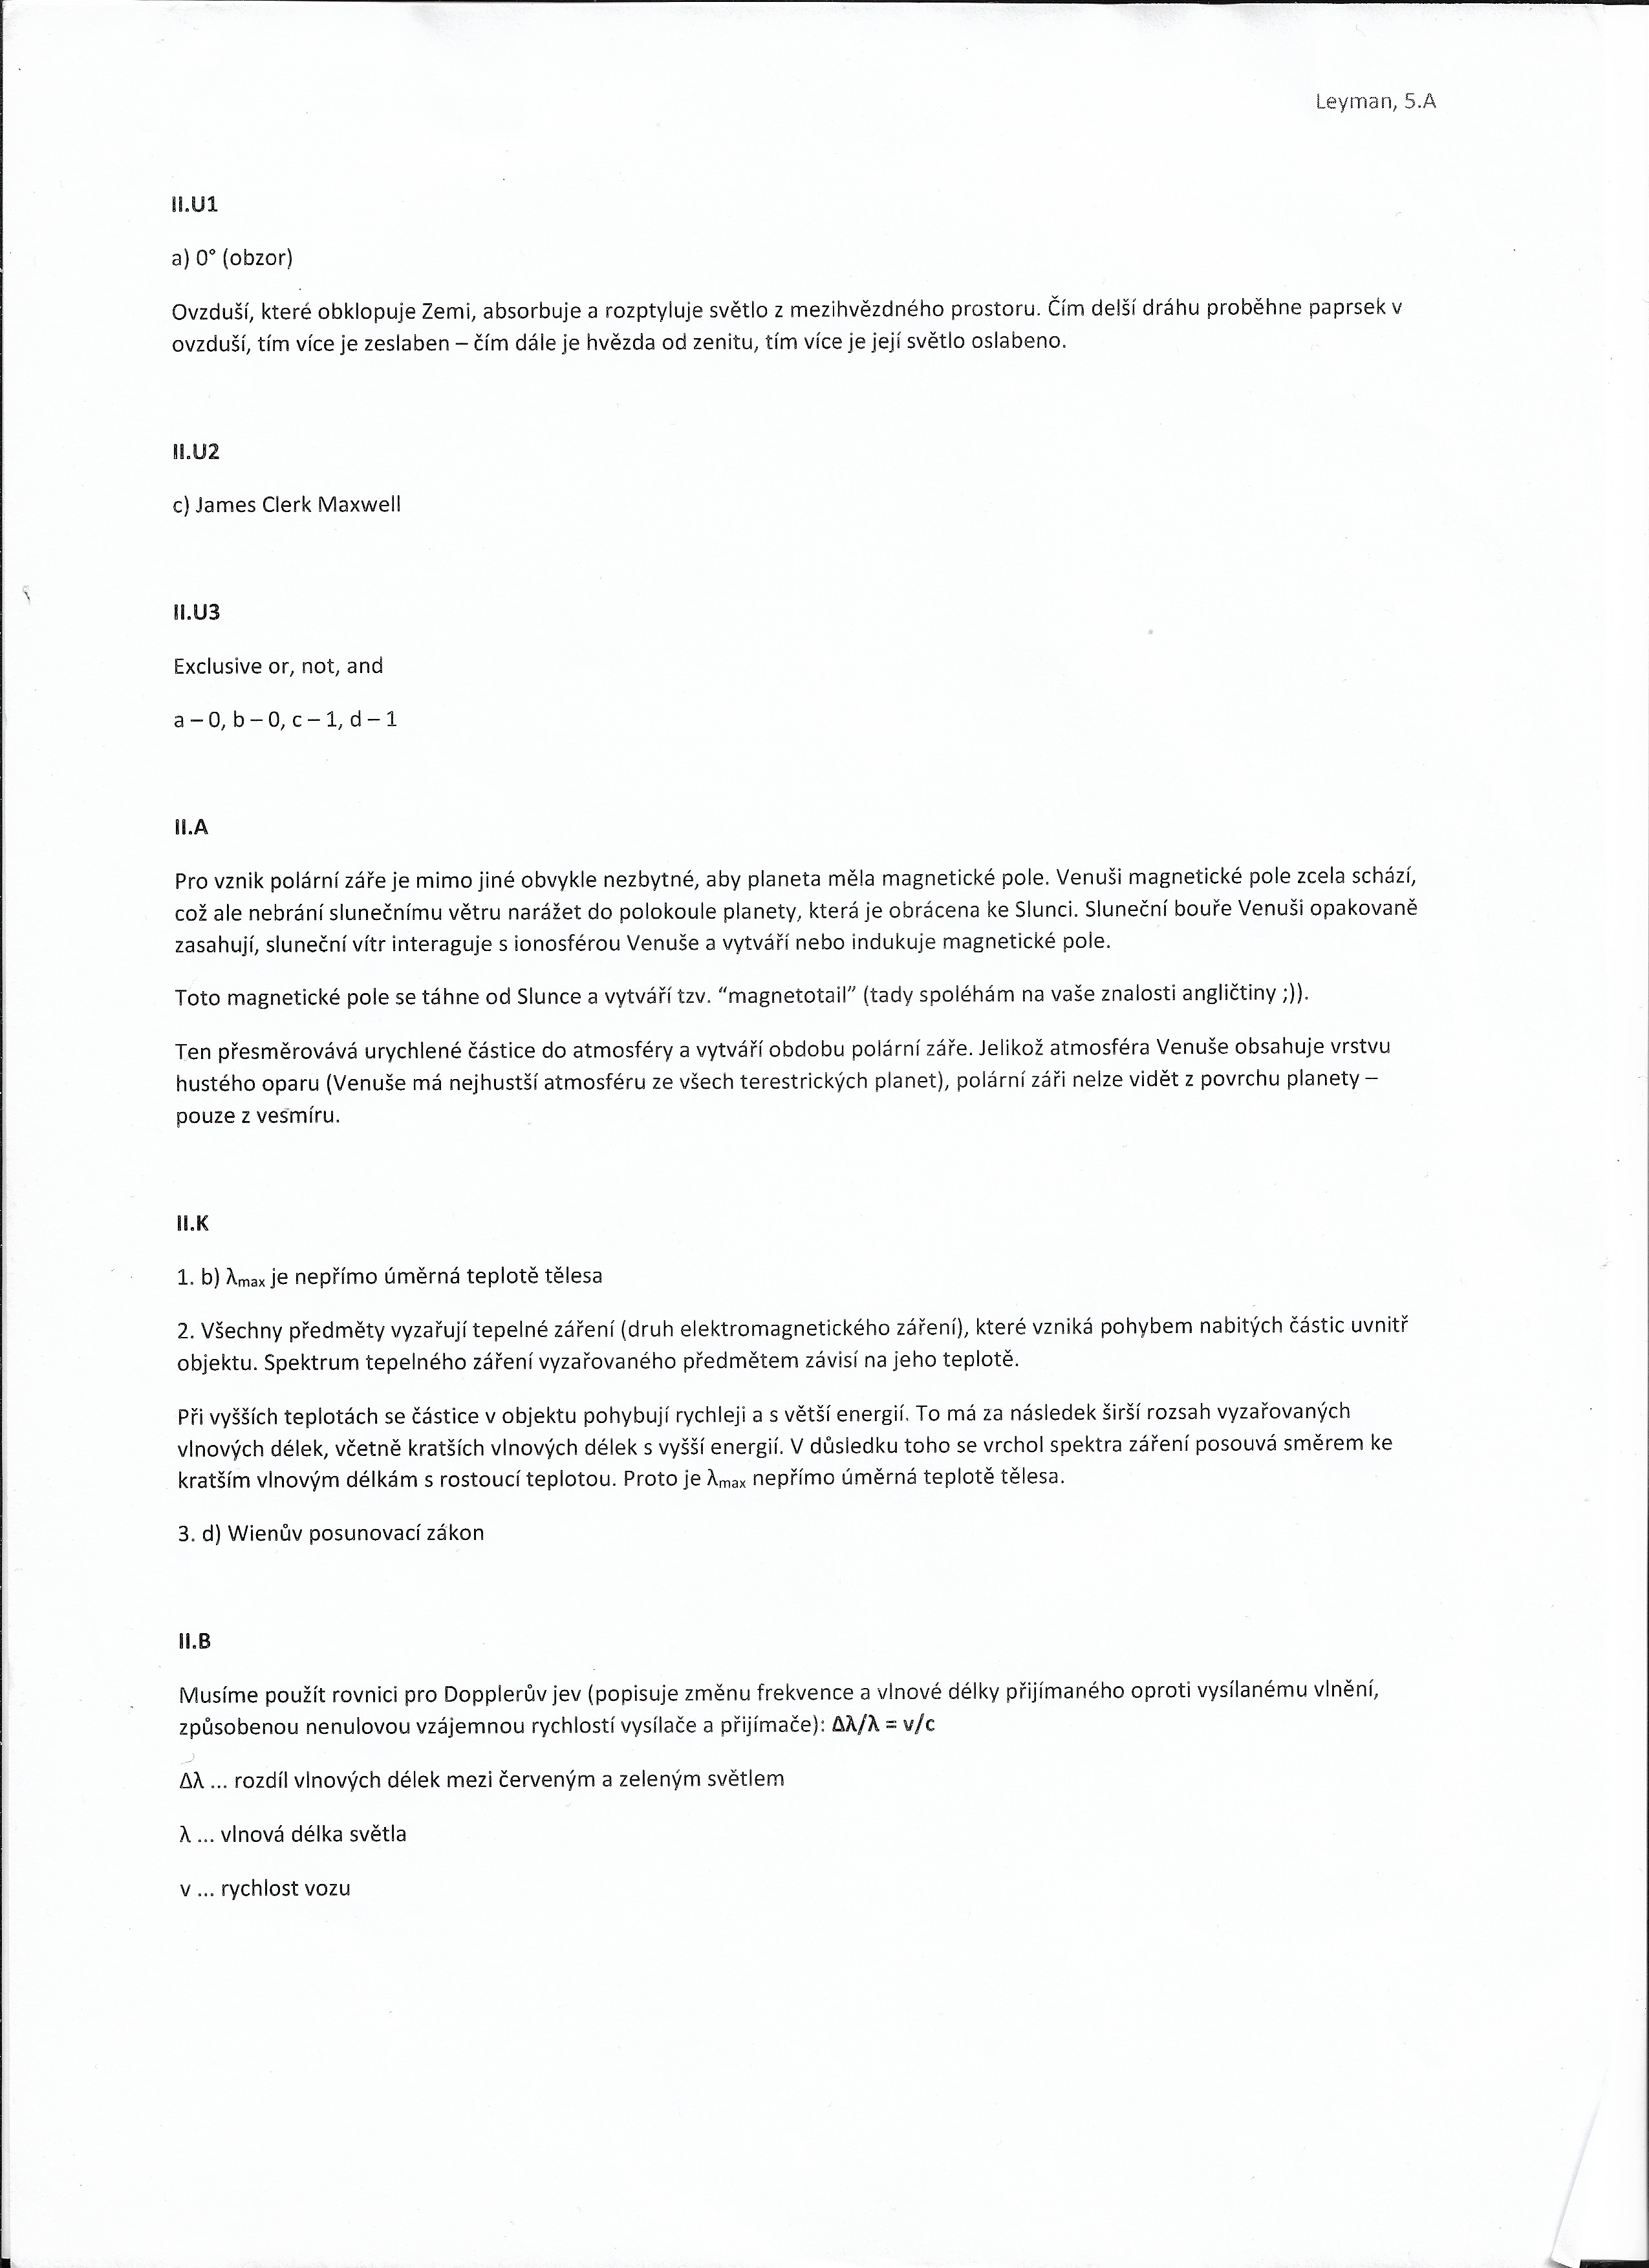 Leyman, 5.A
II.U1
a) 0° (obzor)
Ovzduší, které obklopuje Zemi, absorbuje a rozptyluje světlo z mezihvězdného prostoru. Čím delší dráhu proběhne paprsek v
ovzduší, tím více je zeslaben – čím dále je hvězda od zenitu, tím více je její světlo oslabeno.
II.U2
c) James Clerk Maxwell
II.U3
Exclusive or, not, and
a – 0, b – 0, c – 1, d – 1
II.A
Pro vznik polární záře je mimo jiné obvykle nezbytné, aby planeta měla magnetické pole. Venuši magnetické pole zcela schází,
což ale nebrání slunečnímu větru narážet do polokoule planety, která je obrácena ke Slunci. Sluneční bouře Venuši opakovaně
zasahují, sluneční vítr interaguje s ionosférou Venuše a vytváří nebo indukuje magnetické pole.
Toto magnetické pole se táhne od Slunce a vytváří tzv. “magnetotail” (tady spoléhám na vaše znalosti angličtiny ;)).
Ten přesměrovává urychlené částice do atmosféry a vytváří obdobu polární záře. Jelikož atmosféra Venuše obsahuje vrstvu
hustého oparu (Venuše má nejhustší atmosféru ze všech terestrických planet), polární záři nelze vidět z povrchu planety –
pouze z vesmíru.
II.K
1. b) λmax je nepřímo úměrná teplotě tělesa
2. Všechny předměty vyzařují tepelné záření (druh elektromagnetického záření), které vzniká pohybem nabitých částic uvnitř
objektu. Spektrum tepelného záření vyzařovaného předmětem závisí na jeho teplotě.
Při vyšších teplotách se částice v objektu pohybují rychleji a s větší energií. To má za následek širší rozsah vyzařovaných
vlnových délek, včetně kratších vlnových délek s vyšší energií. V důsledku toho se vrchol spektra záření posouvá směrem ke
kratším vlnovým délkám s rostoucí teplotou. Proto je λmax nepřímo úměrná teplotě tělesa.
3. d) Wienův posunovací zákon
II.B
Musíme použít rovnici pro Dopplerův jev (popisuje změnu frekvence a vlnové délky přijímaného oproti vysílanému vlnění,
způsobenou nenulovou vzájemnou rychlostí vysílače a přijímače): Δλ/λ = v/c
Δλ ... rozdíl vlnových délek mezi červeným a zeleným světlem
λ ... vlnová délka světla
v ... rychlost vozu